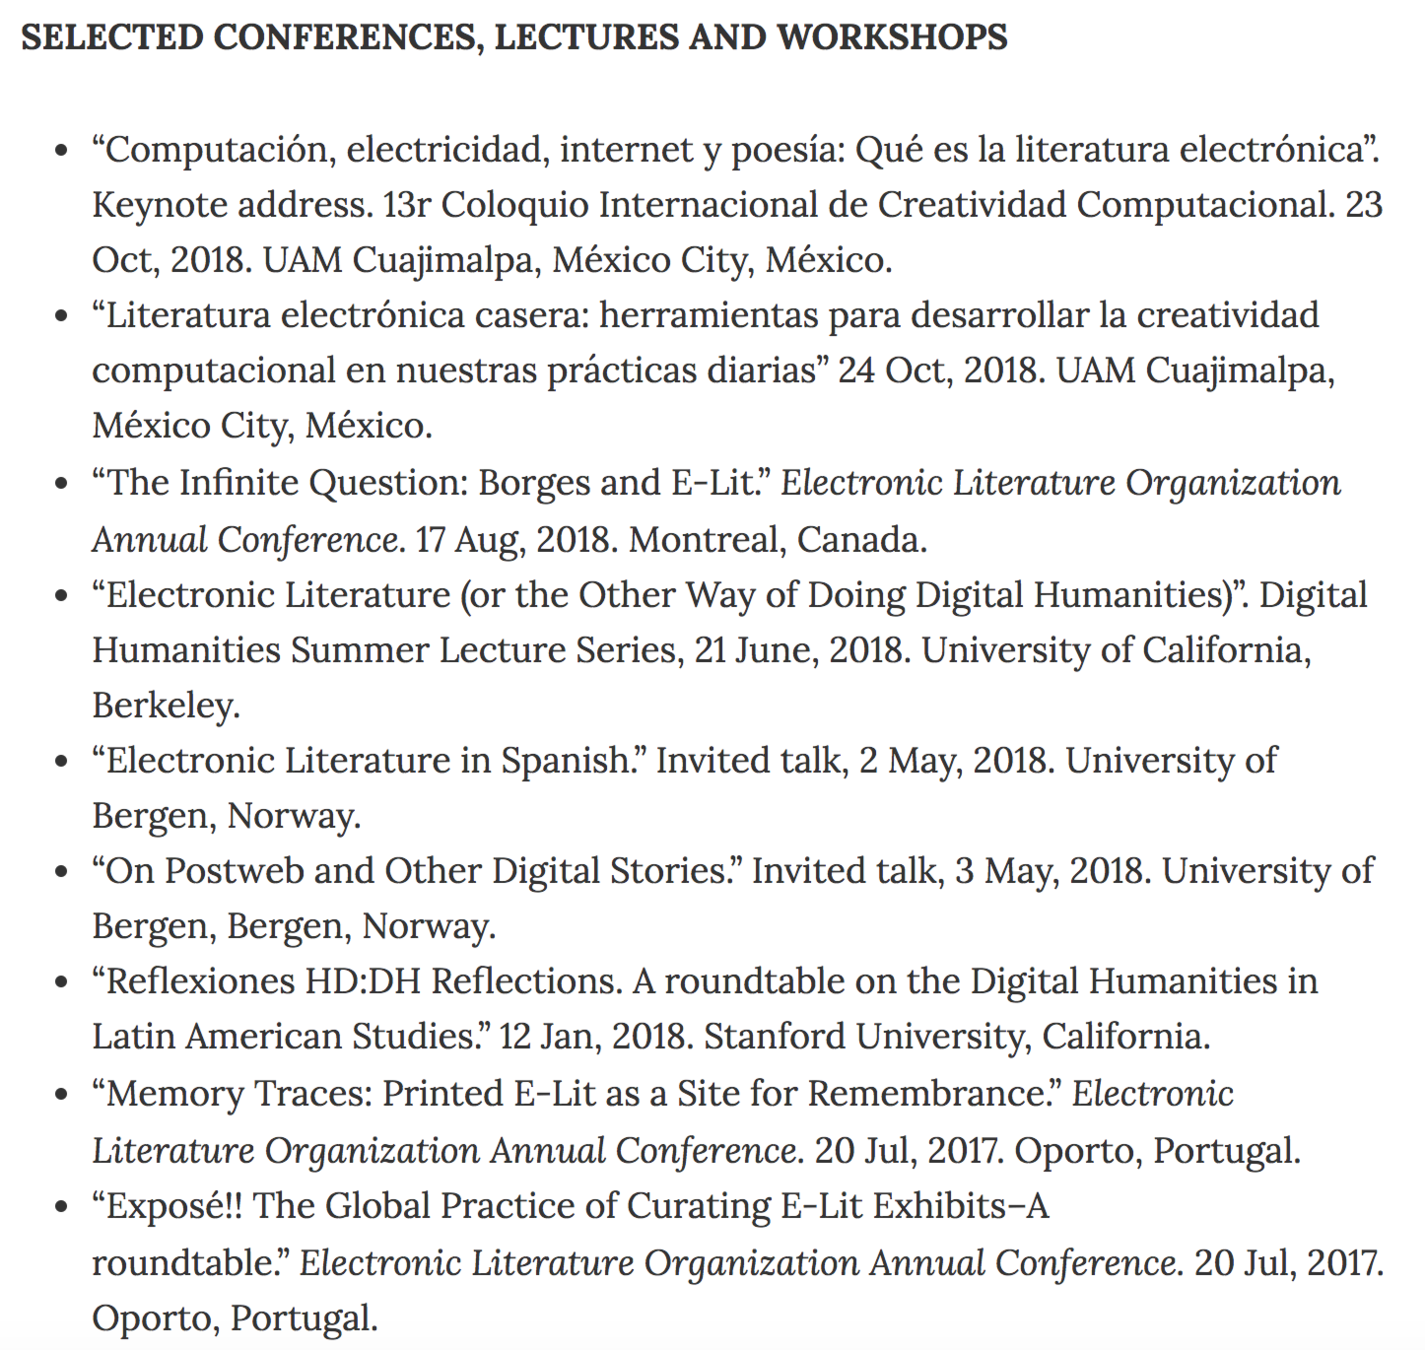 SELECTED CONFERENCES, LECTURES AND WORKSHOPS
• “Computación, electricidad, internet y poesía: Qué es la literatura electrónica”.
Keynote address. 13r Coloquio Internacional de Creatividad Computacional. 23
Oct, 2018. UAM Cuajimalpa, México City, México.
• “Literatura electrónica casera: herramientas para desarrollar la creatividad
computacional en nuestras prácticas diarias” 24 Oct, 2018. UAM Cuajimalpa,
México City, México.
• “The Infinite Question: Borges and E-Lit.” Electronic Literature Organization
Annual Conference. 17 Aug, 2018. Montreal, Canada.
• “Electronic Literature (or the Other Way of Doing Digital Humanities)”. Digital
Humanities Summer Lecture Series, 21 June, 2018. University of California,
Berkeley.
• “Electronic Literature in Spanish.” Invited talk, 2 May, 2018. University of
Bergen, Norway.
• “On Postweb and Other Digital Stories.” Invited talk, 3 May, 2018. University of
Bergen, Bergen, Norway.
• “Reflexiones HD:DH Reflections. A roundtable on the Digital Humanities in
Latin American Studies.” 12 Jan, 2018. Stanford University, California.
• “Memory Traces: Printed E-Lit as a Site for Remembrance.” Electronic
Literature Organization Annual Conference. 20 Jul, 2017. Oporto, Portugal.
• “Exposé!! The Global Practice of Curating E-Lit Exhibits–A
roundtable.” Electronic Literature Organization Annual Conference. 20 Jul, 2017.
Oporto, Portugal.